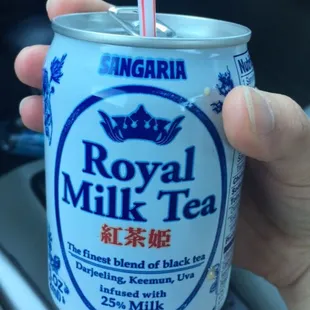 SANGARIA
Royal
Milk Tea
紅茶姫
The finest blend of black tea
Darjeeling, Keemun, Uva
infused with
25% Milk